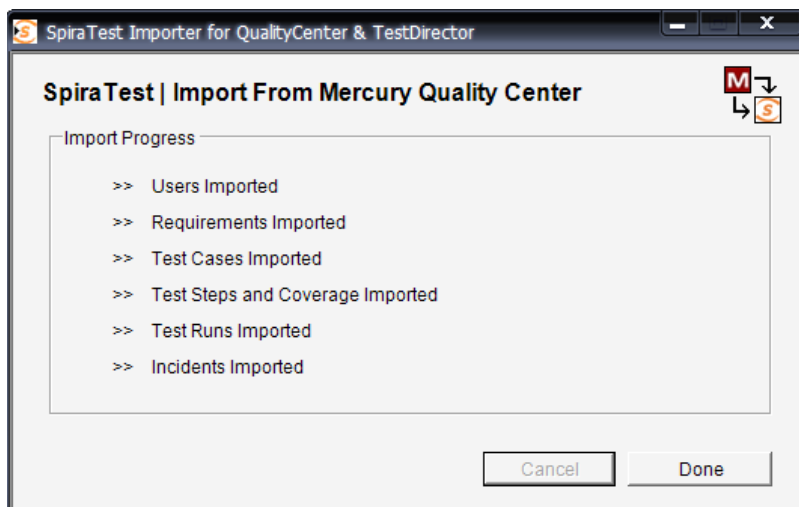 SpiraTest Importer for QualityCenter & TestDirector
SpiraTest | Import From Mercury Quality Center
M
S
Import Progress
>> Users Imported
>> Requirements Imported
>> Test Cases Imported
>> Test Steps and Coverage Imported
>> Test Runs Imported
>> Incidents Imported
Cancel
Done